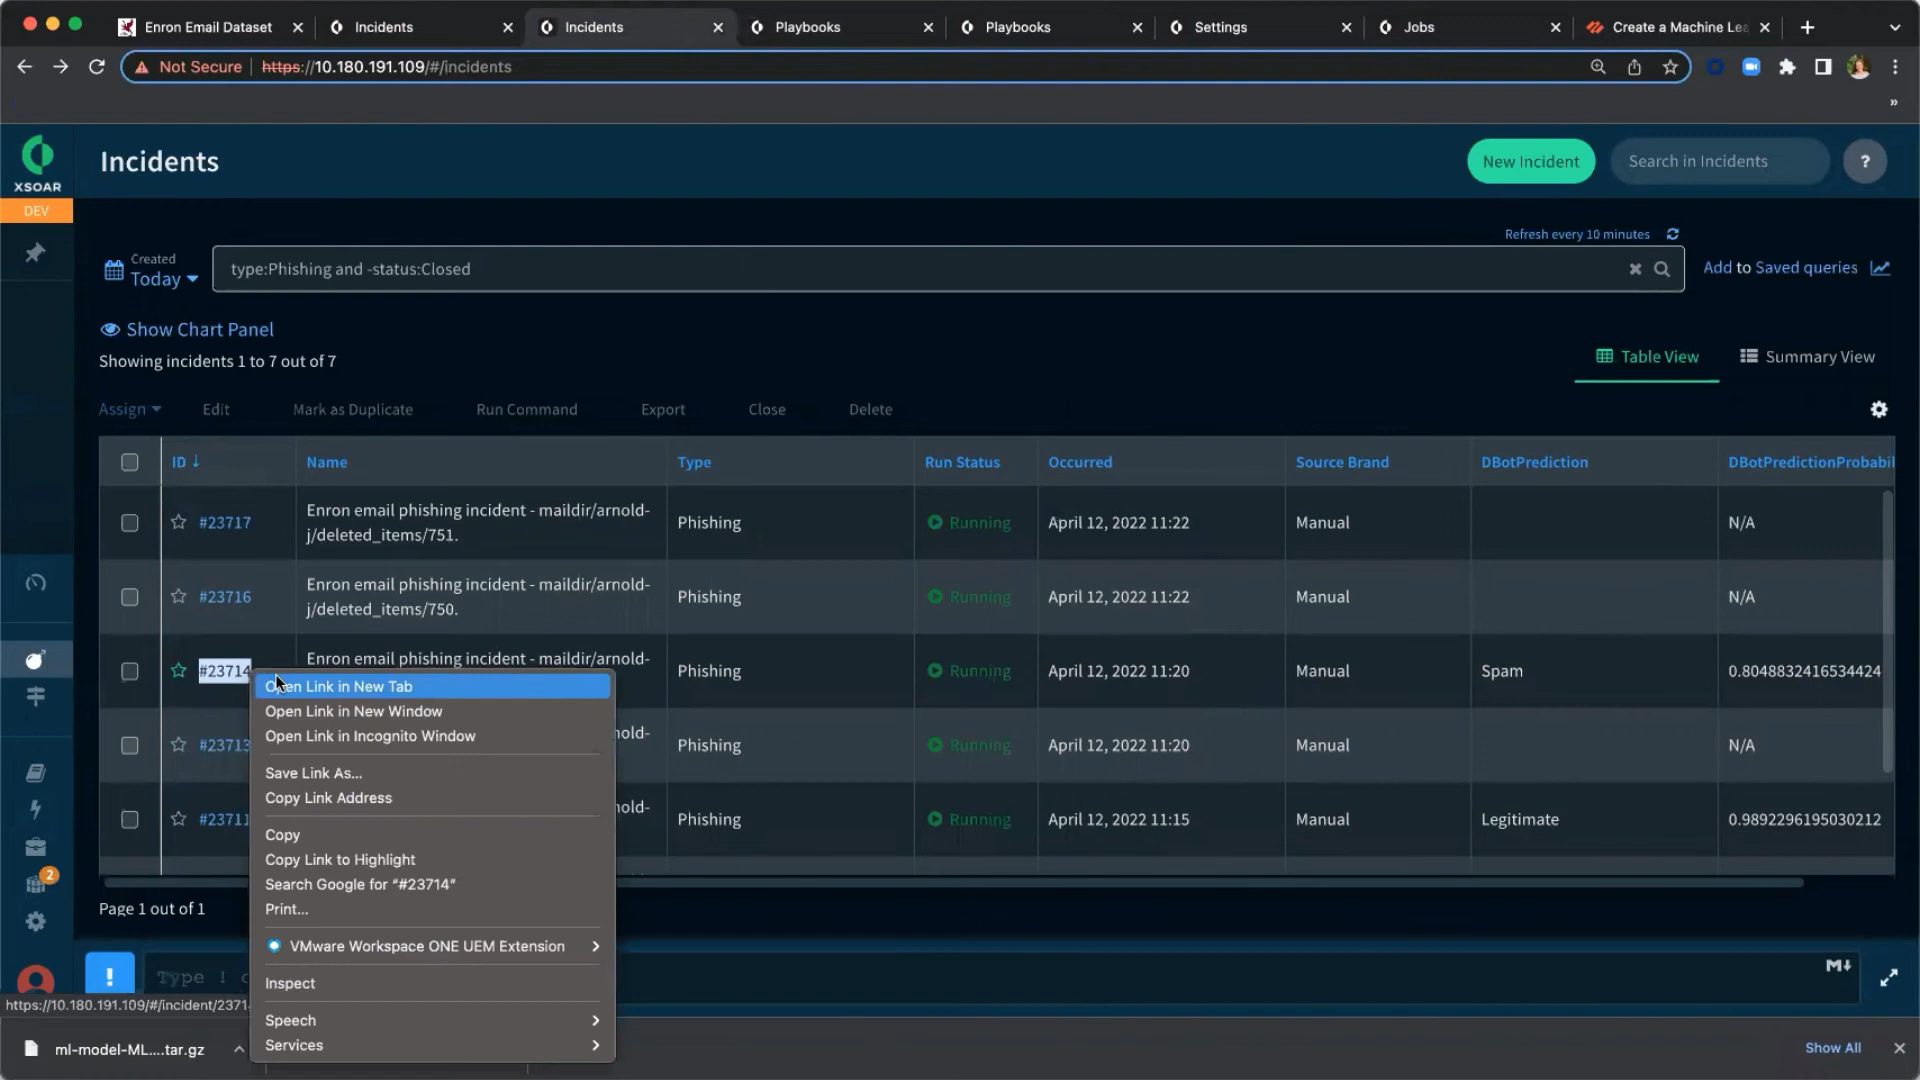 Enron Email Dataset
Incidents
Incidents
Playbooks
Playbooks
Settings
Jobs
Create a Machine Lea
Not Secure
https://10.180.191.109/#/incidents
XSOAR
DEV
Incidents
New Incident
Search in Incidents
?
Refresh every 10 minutes
Created
Today
type:Phishing and -status:Closed
Add to Saved queries
Show Chart Panel
Showing incidents 1 to 7 out of 7
Table View
Summary View
Assign
Edit
Mark as Duplicate
Run Command
Export
Close
Delete
ID
Name
Type
Run Status
Occurred
Source Brand
DBotPrediction
DBotPredictionProbabil
#23717
Enron email phishing incident - maildir/arnold-
j/deleted_items/751.
Phishing
Running
April 12, 2022 11:22
Manual
N/A
#23716
Enron email phishing incident - maildir/arnold-
j/deleted_items/750.
Phishing
Running
April 12, 2022 11:22
Manual
N/A
#23714
Enron email phishing incident - maildir/arnold-
Phishing
Running
April 12, 2022 11:20
Manual
Spam
0.8048832416534424
#23713
nold-
Phishing
Running
April 12, 2022 11:20
Manual
N/A
#23711
nold-
Phishing
Running
April 12, 2022 11:15
Manual
Legitimate
0.9892296195030212
Open Link in New Tab
Open Link in New Window
Open Link in Incognito Window
Save Link As...
Copy Link Address
Copy
Copy Link to Highlight
Search Google for “#23714”
Print...
VMware Workspace ONE UEM Extension
Inspect
Speech
Services
2
Page 1 out of 1
!
Type ! c
M
https://10.180.191.109/#/incident/2371
ml-model-ML....tar.gz
Show All